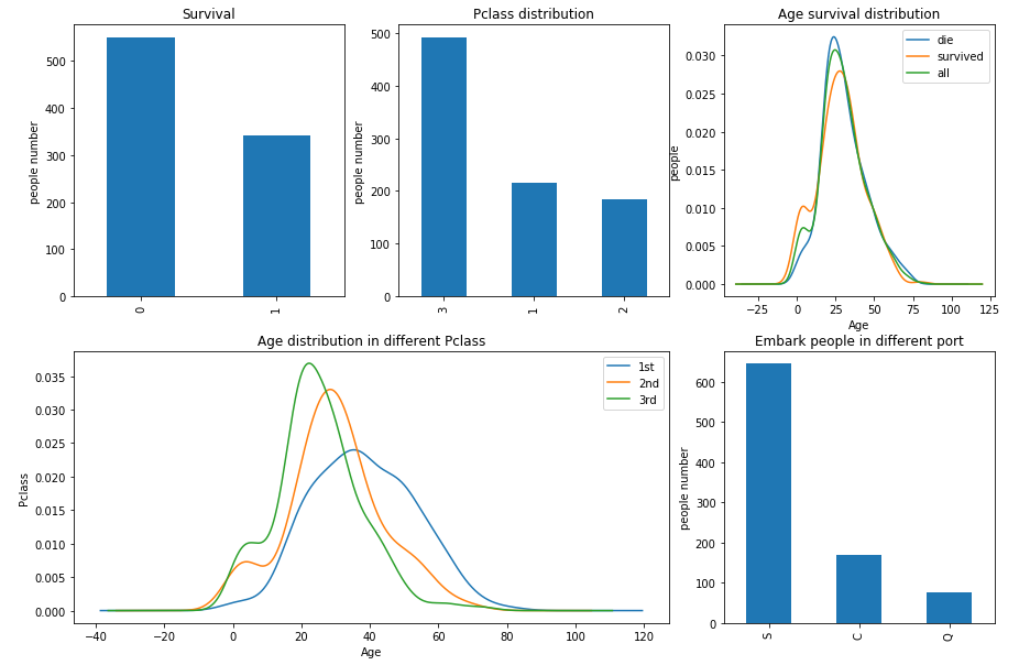 Survival
people number
500
400
300
200
100
0
0
1
Pclass distribution
people number
500
400
300
200
100
0
3
1
2
Age survival distribution
die
survived
all
people
0.030
0.025
0.020
0.015
0.010
0.005
0.000
−25
0
25
50
75
100
125
Age
Age distribution in different Pclass
1st
2nd
3rd
Pclass
0.035
0.030
0.025
0.020
0.015
0.010
0.005
0.000
−40
−20
0
20
40
60
80
100
120
Age
Embark people in different port
people number
600
500
400
300
200
100
0
S
C
Q